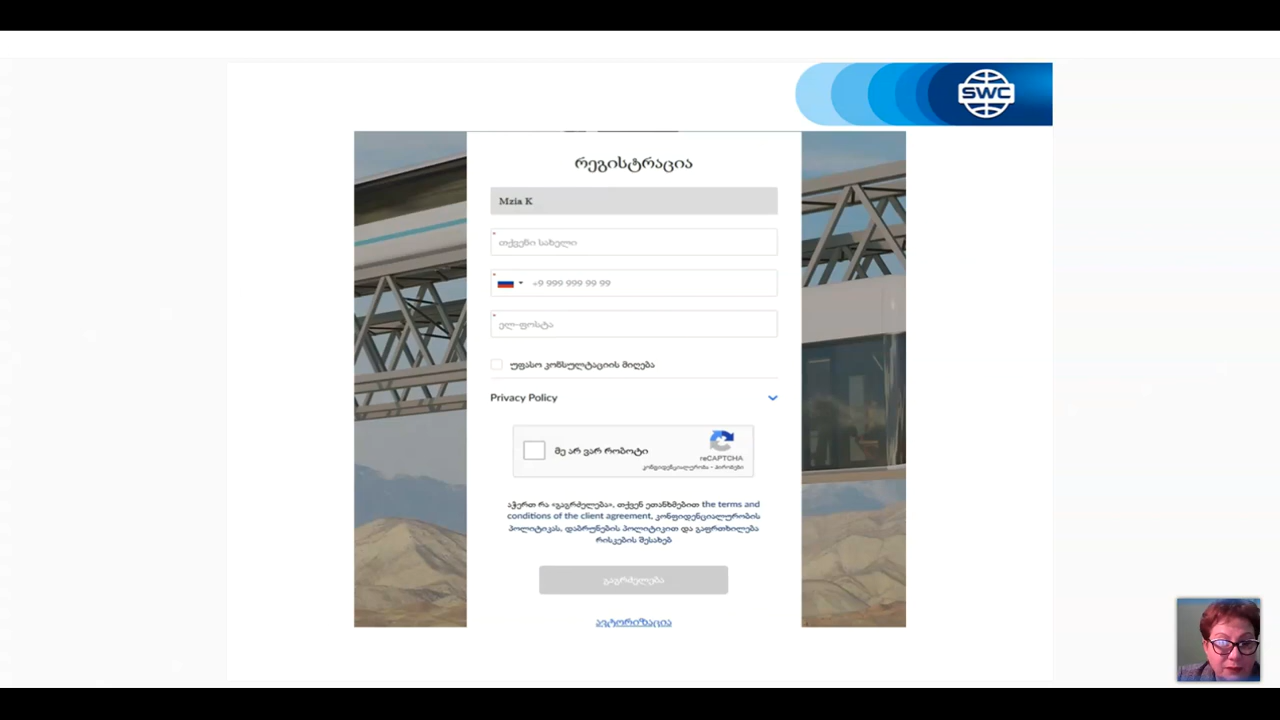 SWC
რეგისტრაცია
Mzia K
* თქვენი სახელი
* +9 999 999 99 99
* ელ-ფოსტა
უფასო კონსულტაციის მიღება
Privacy Policy
მე არ ვარ რობოტი
reCAPTCHA
კონფიდენციალურობა - პირობები
აჭერთ რა «გაგრძელება», თქვენ ეთანხმებით the terms and
conditions of the client agreement, კონფიდენციალურობის
პოლიტიკას, დაბრუნების პოლიტიკით და გაფრთხილება
რისკების შესახებ
გაგრძელება
ავტორიზაცია